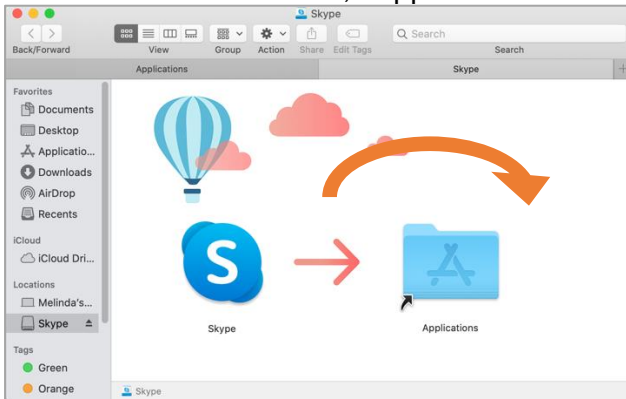 Skype
Back/Forward View Group Action Share Edit Tags Search
Search
Applications Skype
Favorites
Documents
Desktop
Applicatio...
Downloads
AirDrop
Recents
iCloud
iCloud Dri...
Locations
Melinda's...
Skype
Tags
Green
Orange
S
Skype Applications
Skype